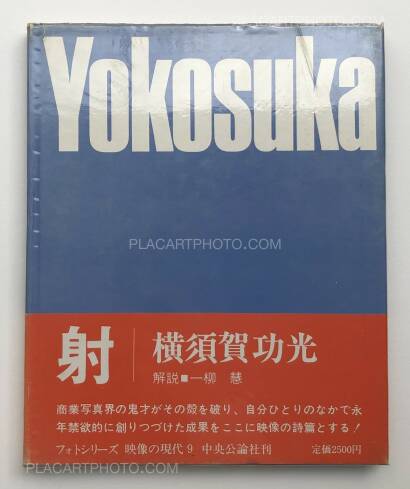 Yokosuka
PLACARTPHOTO.COM
射
横須賀功光
解説■一柳 慧
商業写真界の鬼才がその殻を破り、自分ひとりのなかで永
年禁欲的に創りつづけた成果をここに映像の詩篇とする！
フォトシリーズ 映像の現代9 中央公論社刊 定価2500円
PLACARTPHOTO.COM
PLACARTPHOTO.COM
PLACARTPHOTO.COM